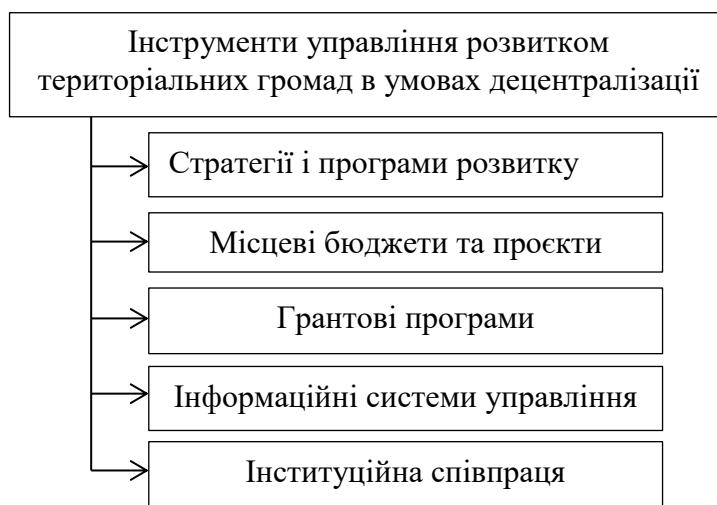 Інструменти управління розвитком
територіальних громад в умовах децентралізації
Стратегії і програми розвитку
Місцеві бюджети та проєкти
Грантові програми
Інформаційні системи управління
Інституційна співпраця